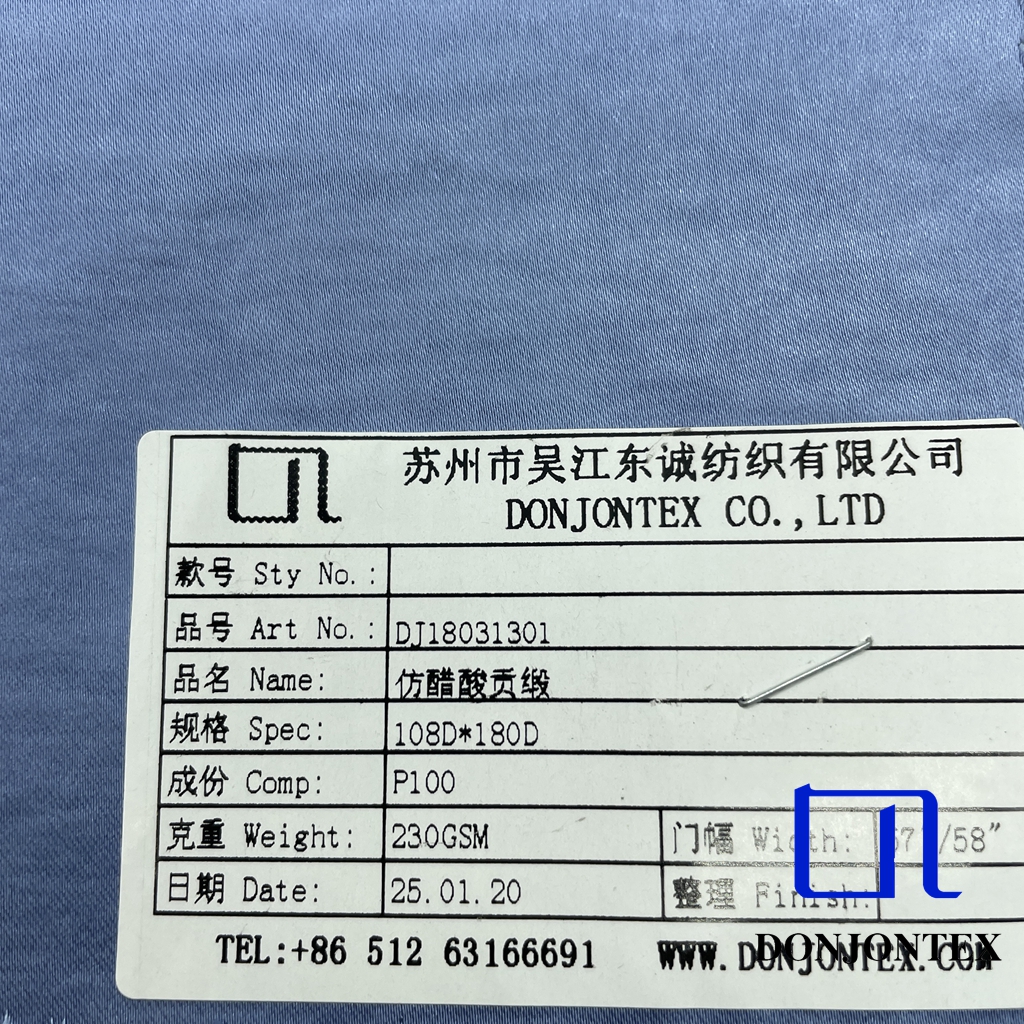 苏州市吴江东诚纺织有限公司
DONJONTEX CO.,LTD
款号 Sty No.:
品号 Art No.: DJ18031301
品名 Name: 仿醋酸贡缎
规格 Spec: 108D*180D
成份 Comp: P100
克重 Weight: 230GSM 门幅 Width: 57"/58"
日期 Date: 25.01.20 整理 Finish:
TEL:+86 512 63166691 WWW.DONJONTEX.COM
DONJONTEX